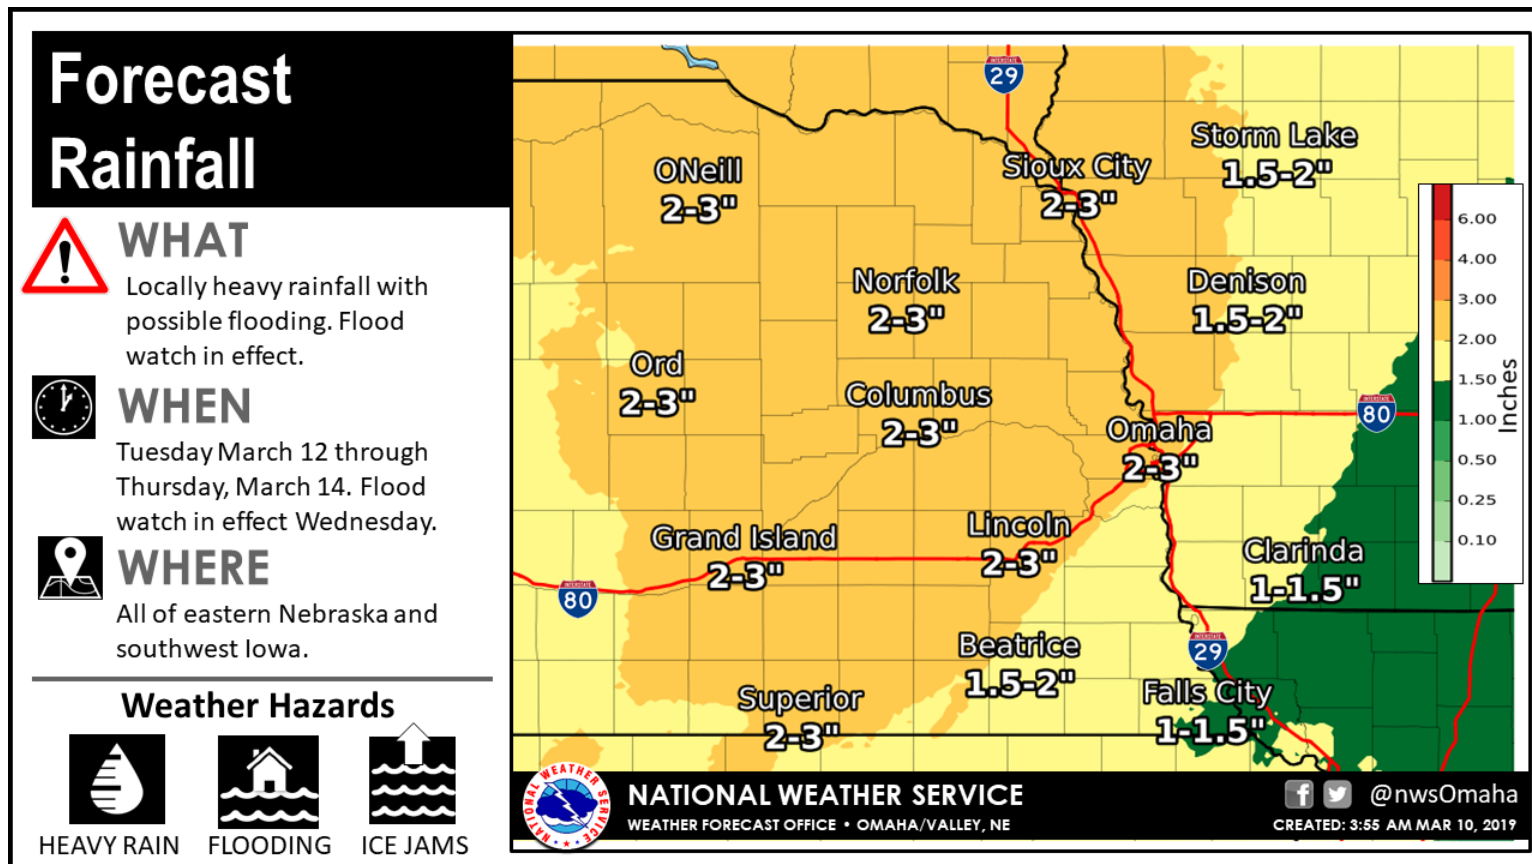 Forecast
Rainfall
WHAT
Locally heavy rainfall with
possible flooding. Flood
watch in effect.
WHEN
Tuesday March 12 through
Thursday, March 14. Flood
watch in effect Wednesday.
WHERE
All of eastern Nebraska and
southwest Iowa.
Weather Hazards
HEAVY RAIN FLOODING ICE JAMS
INTERSTATE
29
ONeill
2-3"
Sioux City
2-3"
Storm Lake
1.5-2"
Norfolk
2-3"
Denison
1.5-2"
Ord
2-3"
Columbus
2-3"
INTERSTATE
80
Omaha
2-3"
Grand Island
2-3"
Lincoln
2-3"
Clarinda
1-1.5"
INTERSTATE
80
Beatrice
1.5-2"
INTERSTATE
29
Superior
2-3"
Falls City
1-1.5"
6.00
4.00
3.00
2.00
1.50
1.00
0.50
0.25
0.10
Inches
NATIONAL WEATHER SERVICE
NATIONAL WEATHER SERVICE
WEATHER FORECAST OFFICE • OMAHA/VALLEY, NE
@nwsOmaha
CREATED: 3:55 AM MAR 10, 2019